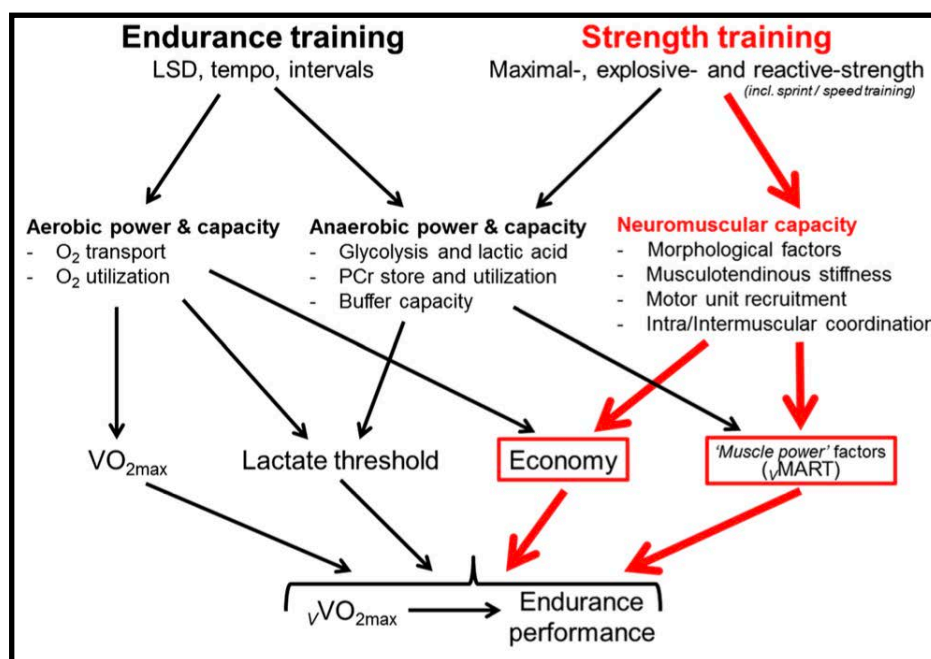 Endurance training
LSD, tempo, intervals
Strength training
Maximal-, explosive- and reactive-strength
(incl. sprint / speed training)
Aerobic power & capacity
- O₂ transport
- O₂ utilization
Anaerobic power & capacity
- Glycolysis and lactic acid
- PCr store and utilization
- Buffer capacity
Neuromuscular capacity
- Morphological factors
- Musculotendinous stiffness
- Motor unit recruitment
- Intra/Intermuscular coordination
VO₂max
Lactate threshold
Economy
'Muscle power' factors
(vMART)
vVO₂max
Endurance
performance